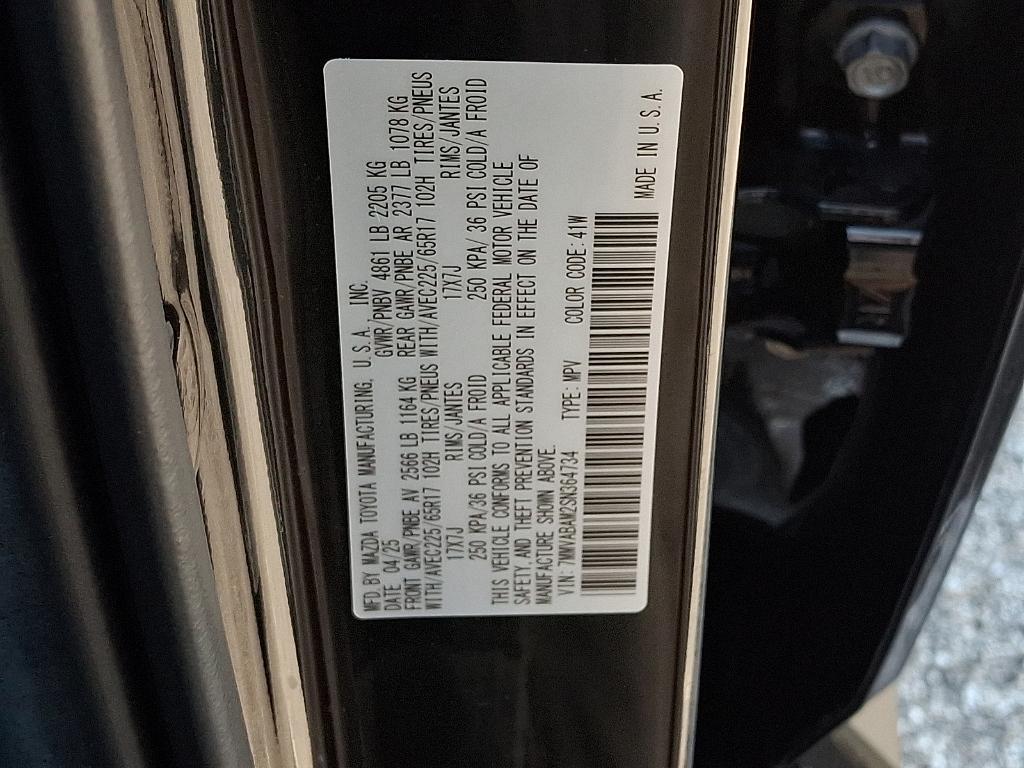 MFD. BY MAZDA TOYOTA MANUFACTURING, U.S.A., INC.
DATE 04/25 GVWR/PNBV 4861 LB 2205 KG
FRONT GAWR/PNBE AV 2566 LB 1164 KG REAR GAWR/PNBE AR 2377 LB 1078 KG
WITH/AVEC225/65R17 102H TIRES PNEUS WITH/AVEC225/65R17 102H TIRES/PNEUS
17X7J RIMS/JANTES 17X7J RIMS/JANTES
250 KPA/36 PSI COLD/A FROID 250 KPA/ 36 PSI COLD/A FROID
THIS VEHICLE CONFORMS TO ALL APPLICABLE FEDERAL MOTOR VEHICLE
SAFETY, AND THEFT PREVENTION STANDARDS IN EFFECT ON THE DATE OF
MANUFACTURE SHOWN ABOVE.
VIN: 7MMVABAM2SN364734 TYPE: MPV COLOR CODE: 41W
MADE IN U.S.A.